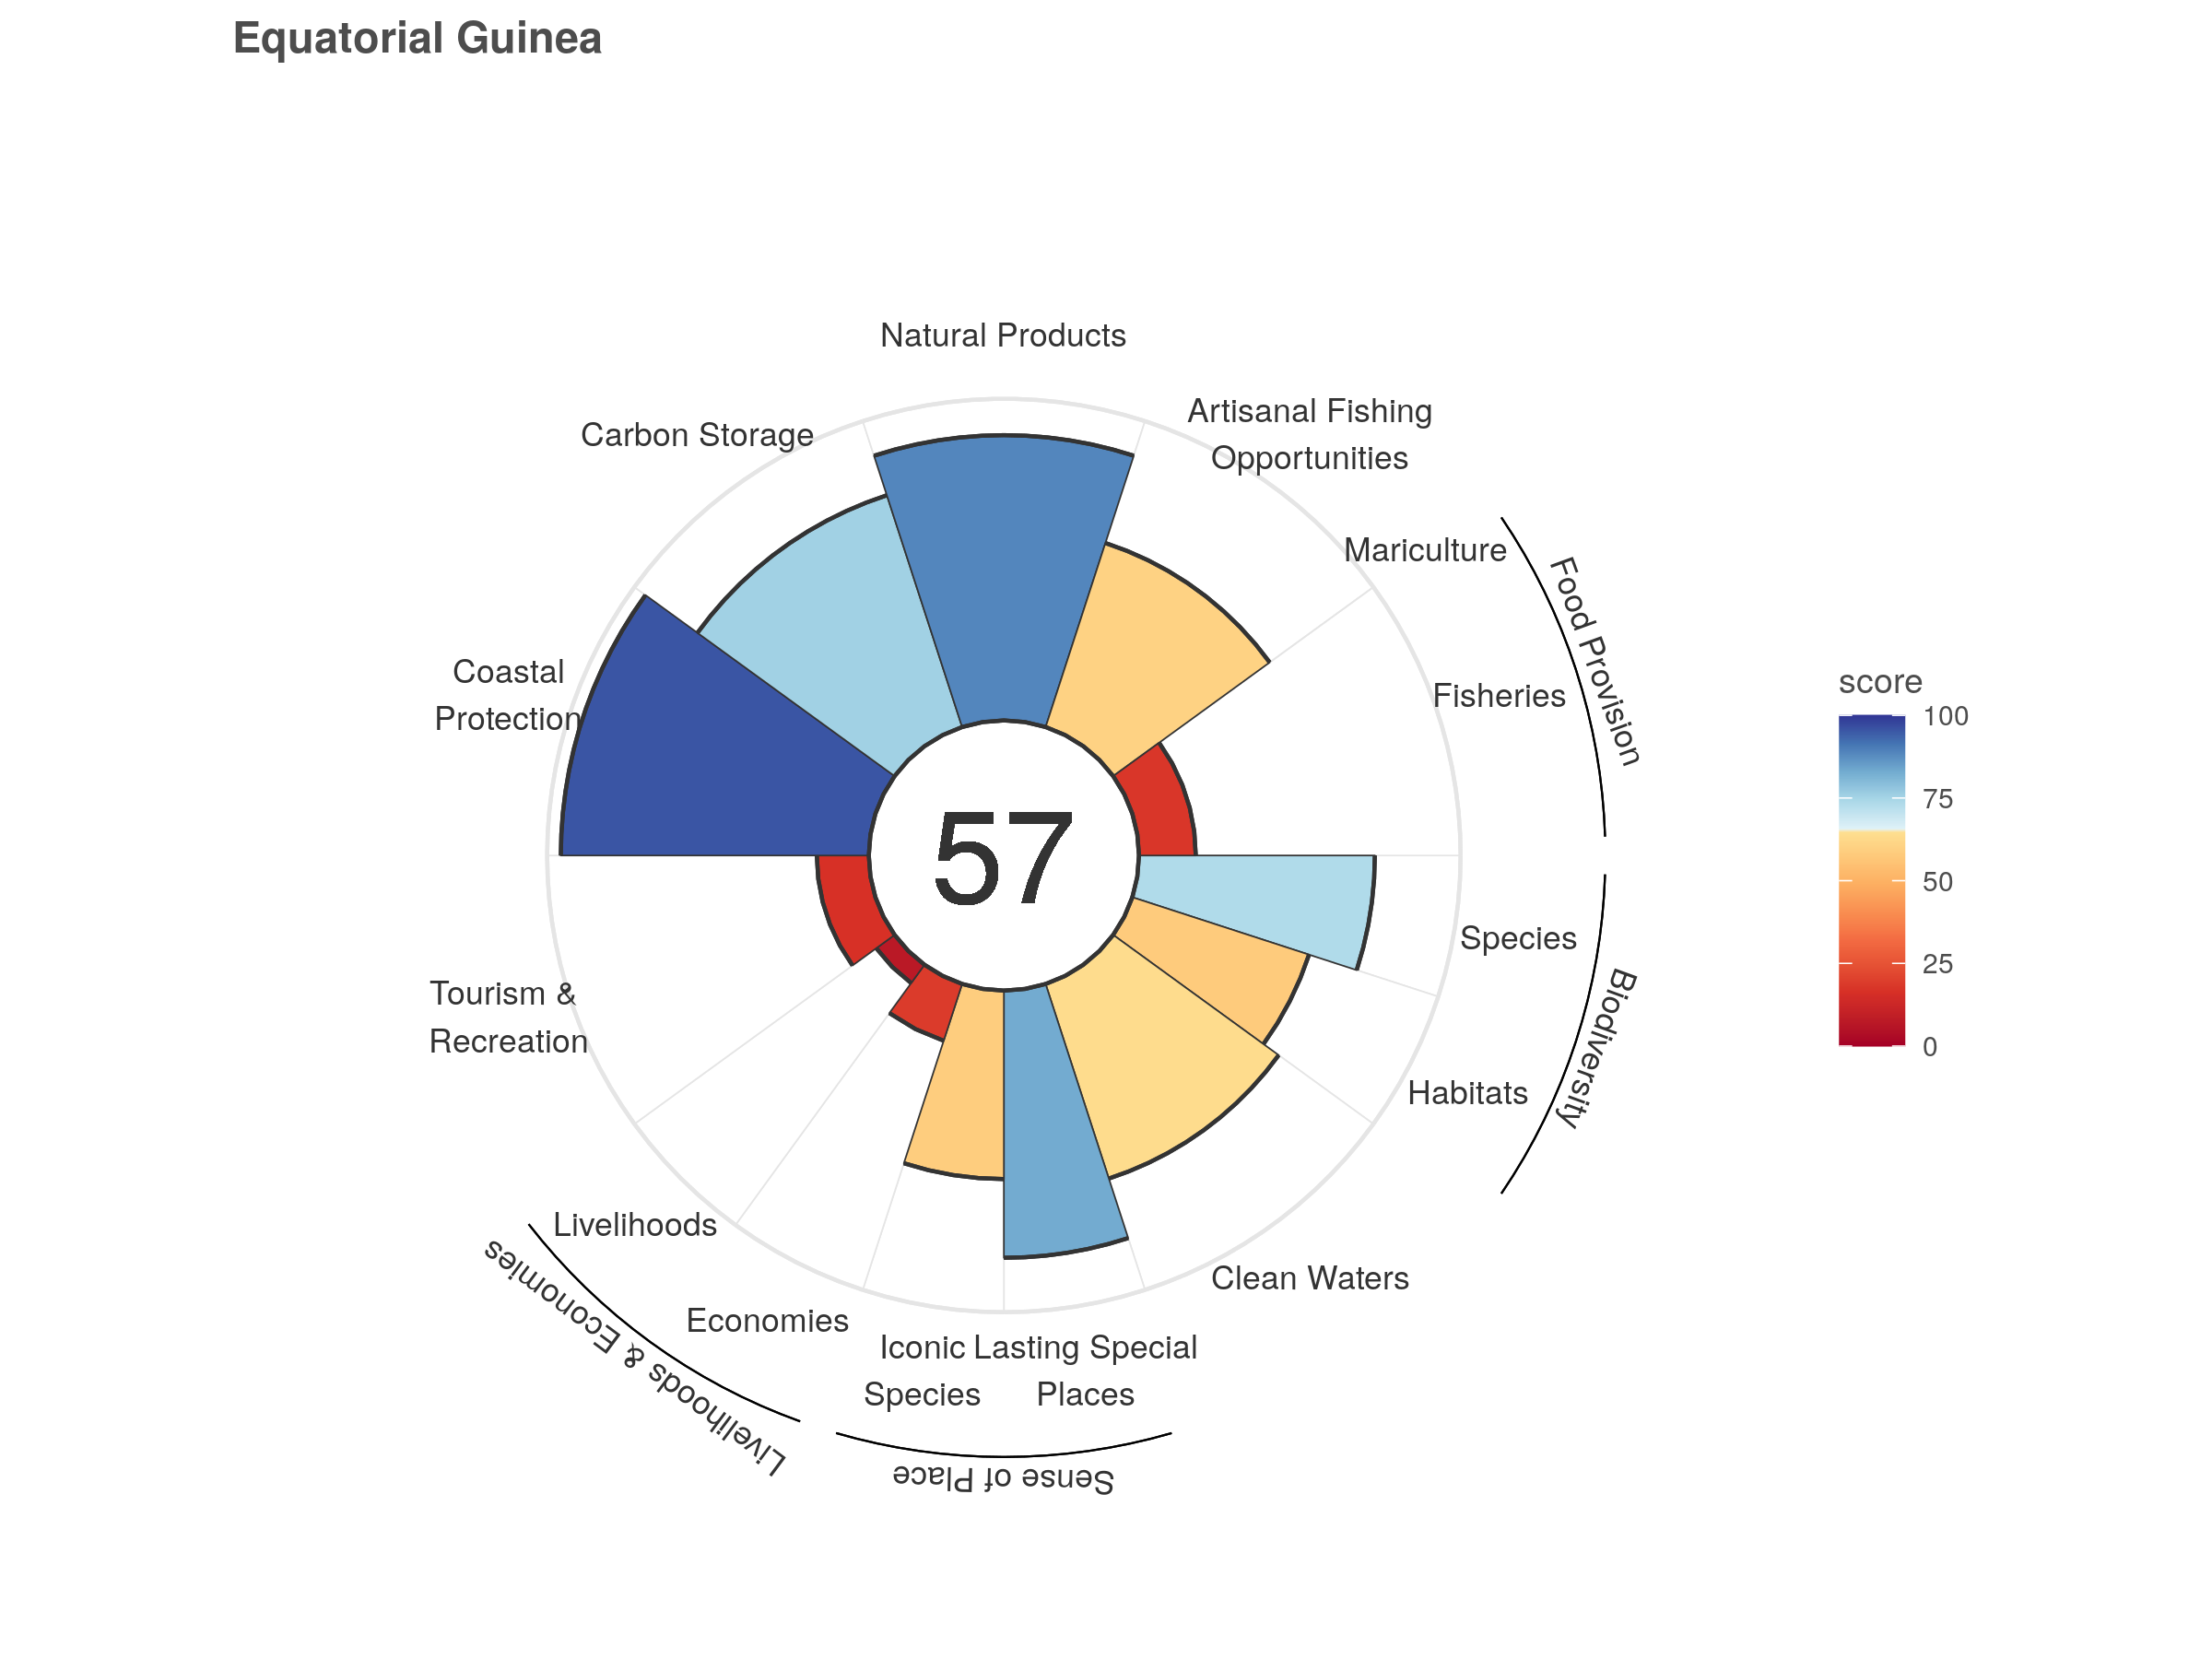 Equatorial Guinea
Natural Products
Artisanal Fishing
Opportunities
Carbon Storage
Mariculture
Food Provision
Fisheries
Coastal
Protection
57
score
100
75
50
25
0
Species
Biodiversity
Habitats
Tourism &
Recreation
Livelihoods
Livelihoods & Economies
Economies
Clean Waters
Iconic
Species
Lasting Special
Places
Sense of Place